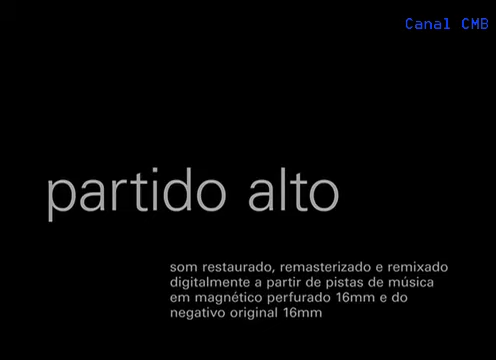 Canal CMB
partido alto
som restaurado, remasterizado e remixado
digitalmente a partir de pistas de música
em magnético perfurado 16mm e do
negativo original 16mm